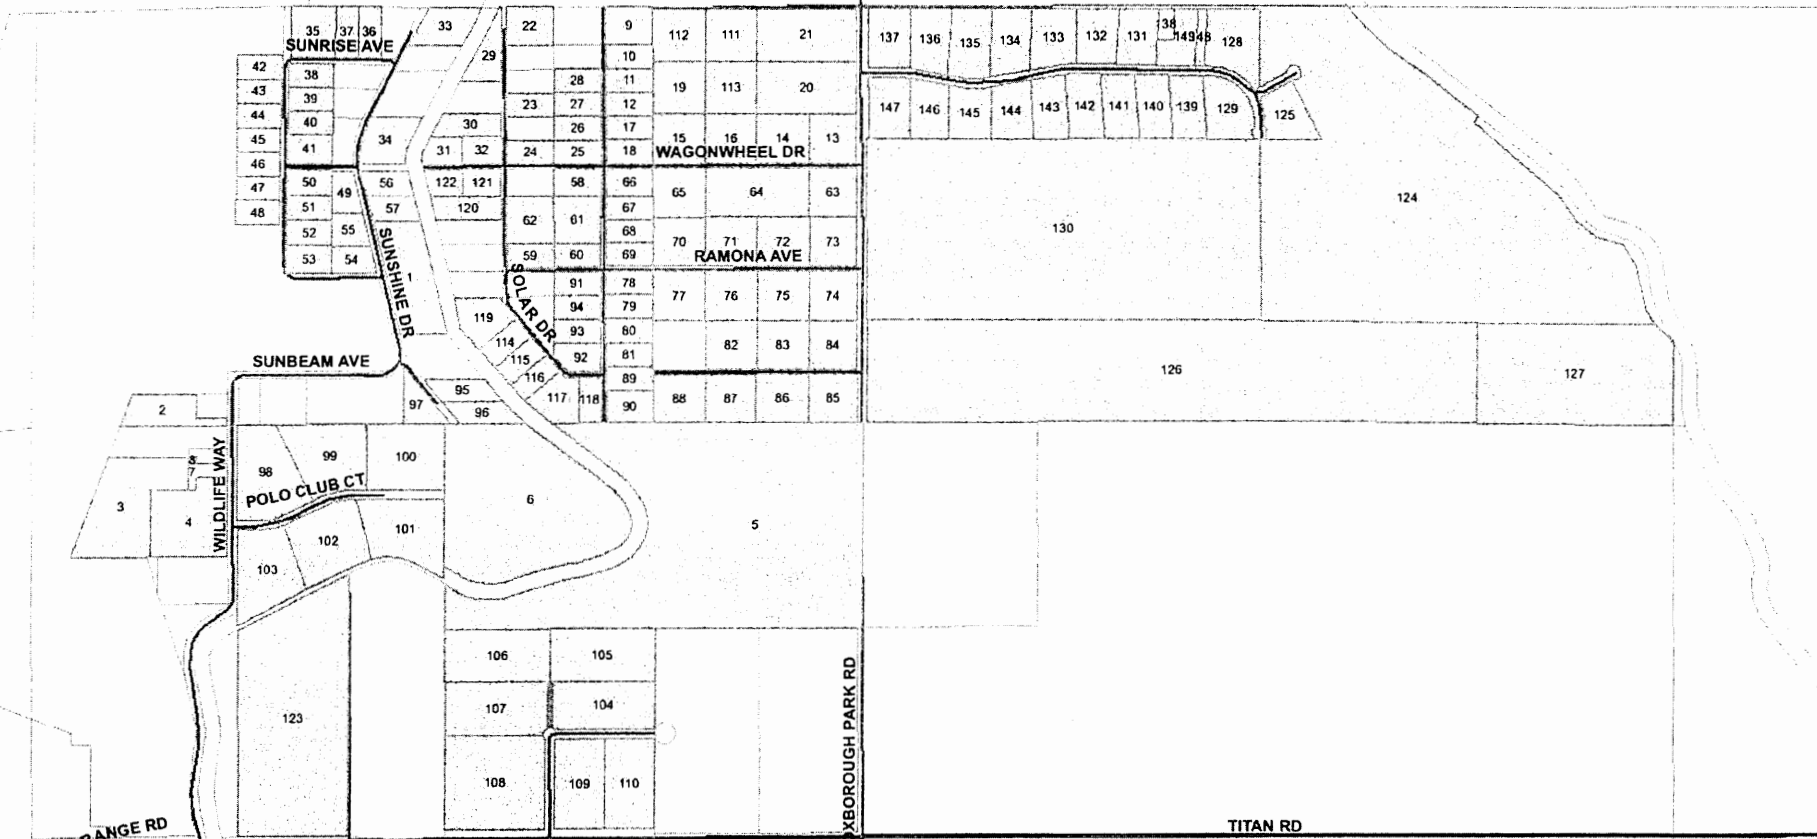 35 37 36 33 22 9 112 111 21 137 136 135 134 133 132 131 38 149 48 128
SUNRISE AVE
29 10
42 38 28 11 19 113 20
43 39 23 27 12 147 146 145 144 143 142 141 140 139 129 125
44 40 34 30 26 17 15 16 14 13
45 41 31 32 24 25 18
WAGONWHEEL DR
46
47 50 49 56 122 121 58 66 65 64 63 124
48 51 57 120 62 61 67
52 55 68 70 71 72 73 130
53 54 59 60 69
RAMONA AVE
SUNSHINE DR
1
SOLAR DR
91 78 77 76 75 74
119 94 79
114 93 80 82 83 84
115 92 81
SUNBEAM AVE
116 89 126 127
95
97 96 117 118 90 88 87 86 85
2
WILDLIFE WAY
8
7
98 99 100
POLO CLUB CT
3 4 6 5
102 101
103
106 105
107 104
123
108 109 110
XBOROUGH PARK RD
RANGE RD
TITAN RD